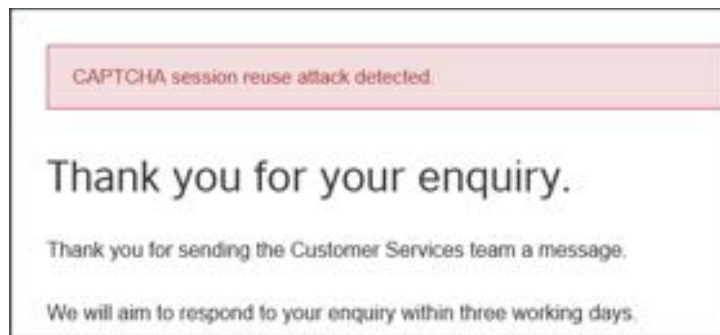 CAPTCHA session reuse attack detected.
Thank you for your enquiry.
Thank you for sending the Customer Services team a message.
We will aim to respond to your enquiry within three working days.